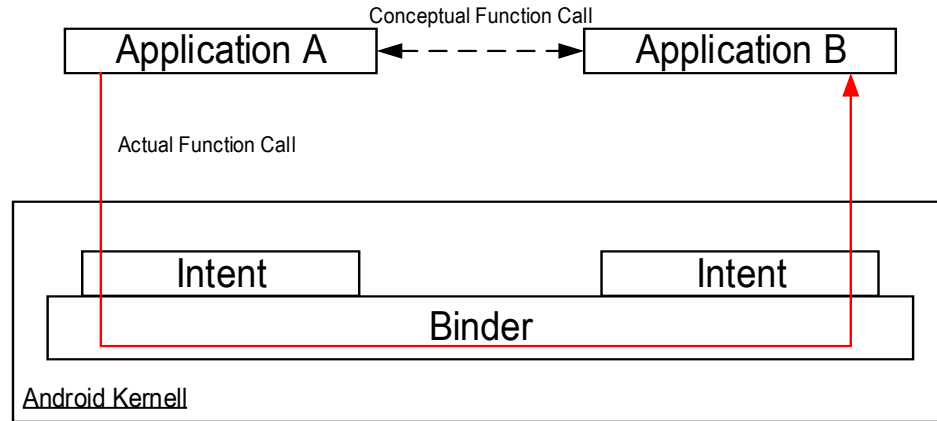 Conceptual Function Call
Application A
Application B
Actual Function Call
Intent
Intent
Binder
Android Kernell